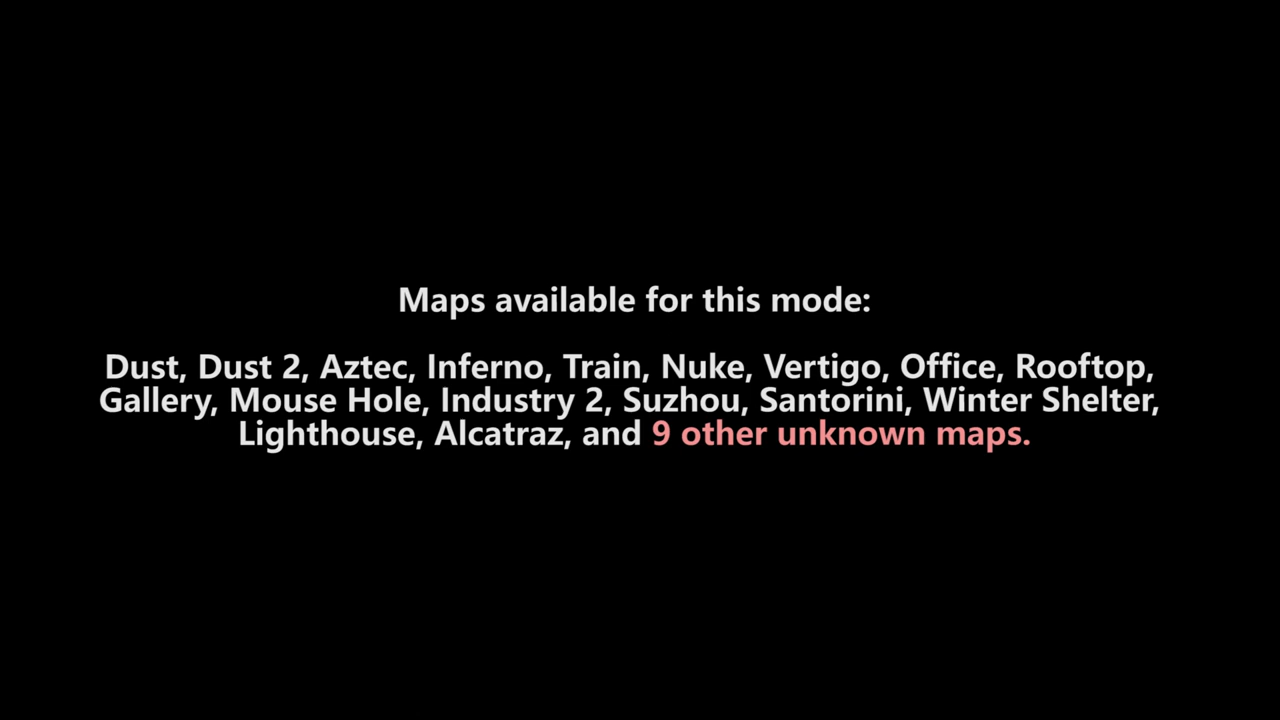 Maps available for this mode:
Dust, Dust 2, Aztec, Inferno, Train, Nuke, Vertigo, Office, Rooftop,
Gallery, Mouse Hole, Industry 2, Suzhou, Santorini, Winter Shelter,
Lighthouse, Alcatraz, and 9 other unknown maps.